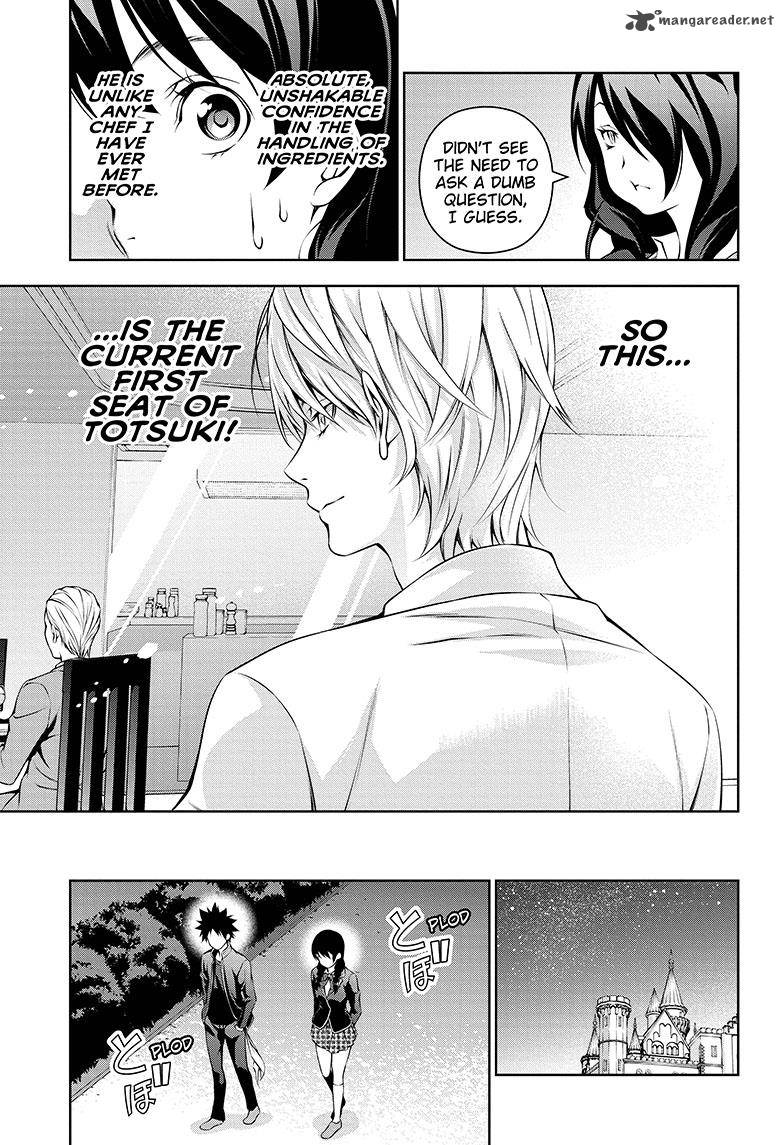 mangareader.net
DIDN'T SEE
THE NEED TO
ASK A DUMB
QUESTION,
I GUESS.
ABSOLUTE,
UNSHAKABLE
CONFIDENCE
IN THE
HANDLING OF
INGREDIENTS.
HE IS
UNLIKE
ANY
CHEF I
HAVE
EVER
MET
BEFORE.
SO
THIS...
...IS THE
CURRENT
FIRST
SEAT OF
TOTSUKI!
とぼ
PLOD
とぼ
PLOD